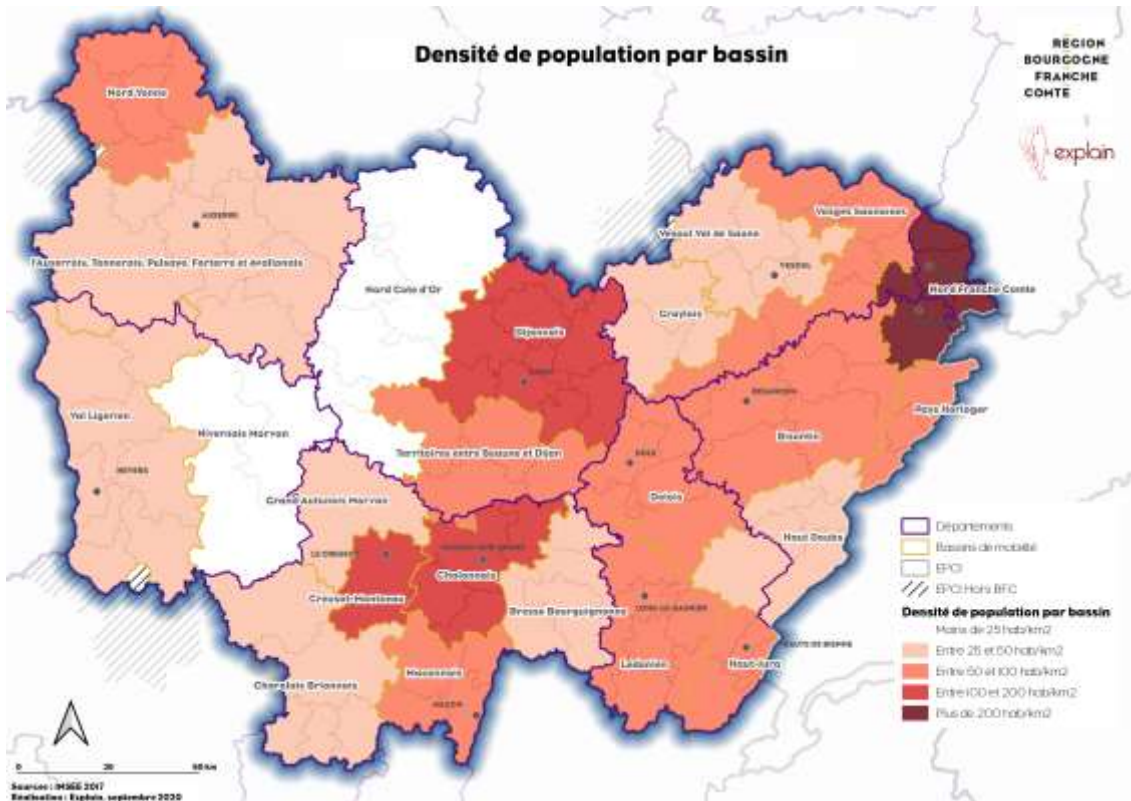 Densité de population par bassin
REGION
BOURGOGNE
FRANCHE
COMTE
explain
Nord Yonne
AUXERRE
Vosges Saonoises
Vesoul Val de Saone
VESOUL
l'Auxerrois, Tonnerrois, Puisaye, Forterre et avallonais
Nord Cote d'Or
Nord Franche Comte
Graylois
Dijonnais
DIJON
BESANCON
Pays Horloger
Val Ligerien
Nivernais Morvan
Bisontin
Territoires entre Beaune et Dijon
DOLE
NEVERS
Dolois
Grand Autunois Morvan
Haut Doubs
LE CREUSOT
Chalonnais
Creusot-Montceau
Bresse Bourguignonne
LONS-LE-SAUNIER
HAUTS DE BIENNE
Ledonien
Haut-Jura
Maconnais
Charolais Brionnais
MACON
Départements
Bassins de mobilité
EPCI
EPCI Hors BFC
Densité de population par bassin
Moins de 25 hab/km2
Entre 25 et 50 hab/km2
Entre 50 et 100 hab/km2
Entre 100 et 200 hab/km2
Plus de 200 hab/km2
Sources : INSEE 2017
Réalisation : Explain, septembre 2020